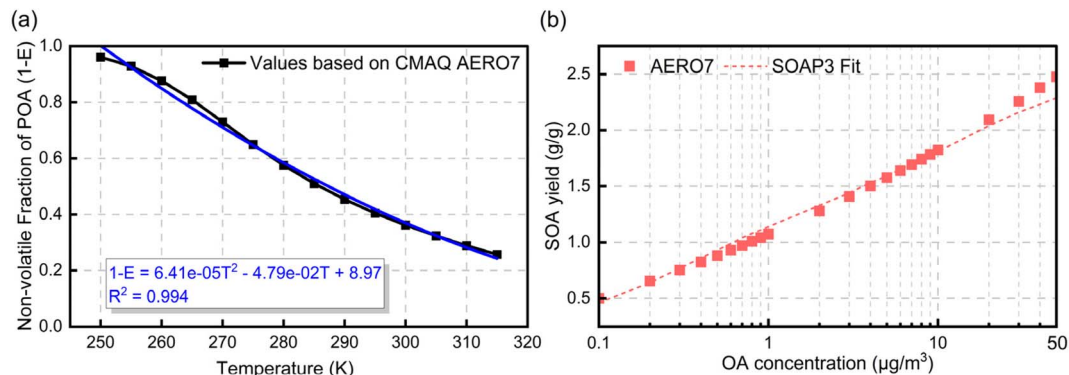 (a)
Non-volatile Fraction of POA (1-E)
1.0
0.8
0.6
0.4
0.2
0.0
Values based on CMAQ AERO7
1-E = 6.41e-05T² - 4.79e-02T + 8.97
R² = 0.994
250 260 270 280 290 300 310 320
Temperature (K)
(b)
SOA yield (g/g)
2.5
2.0
1.5
1.0
0.5
AERO7 SOAP3 Fit
0.1 1 10 50
OA concentration (μg/m³)